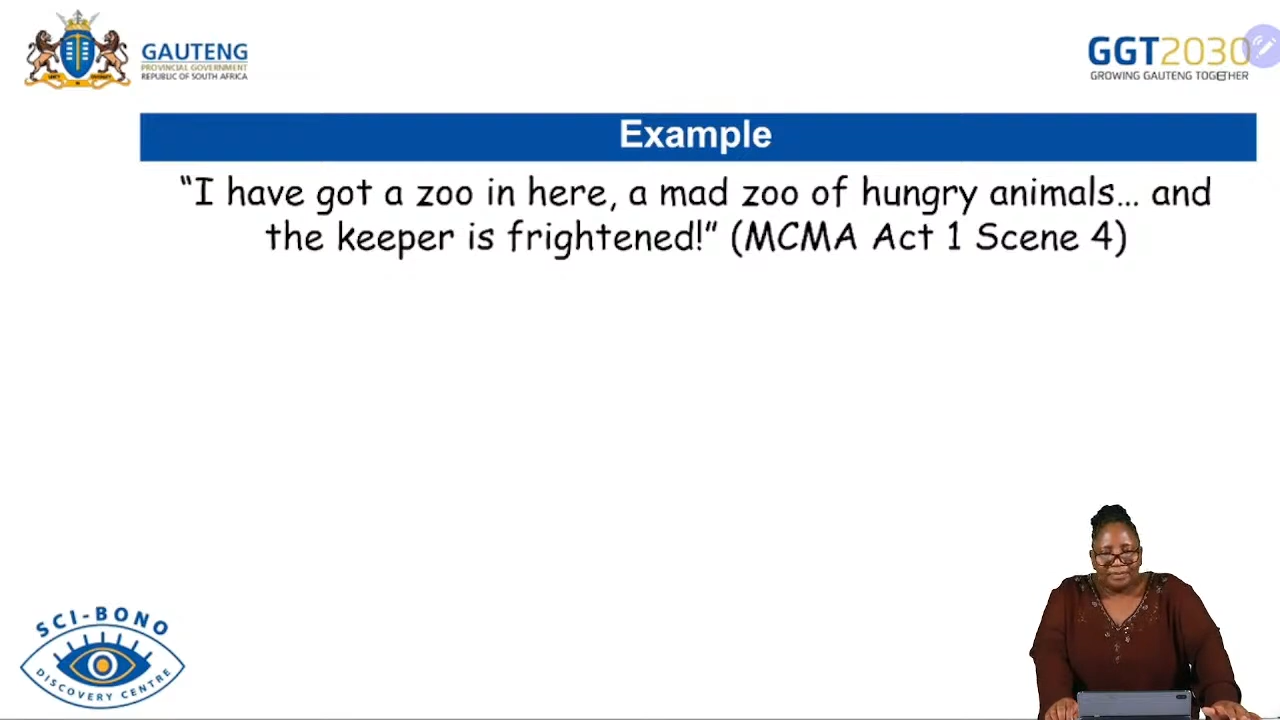 GAUTENG
PROVINCIAL GOVERNMENT
REPUBLIC OF SOUTH AFRICA
GGT2030
GROWING GAUTENG TOGETHER
Example
“I have got a zoo in here, a mad zoo of hungry animals... and
the keeper is frightened!” (MCMA Act 1 Scene 4)
SCI-BONO
DISCOVERY CENTRE